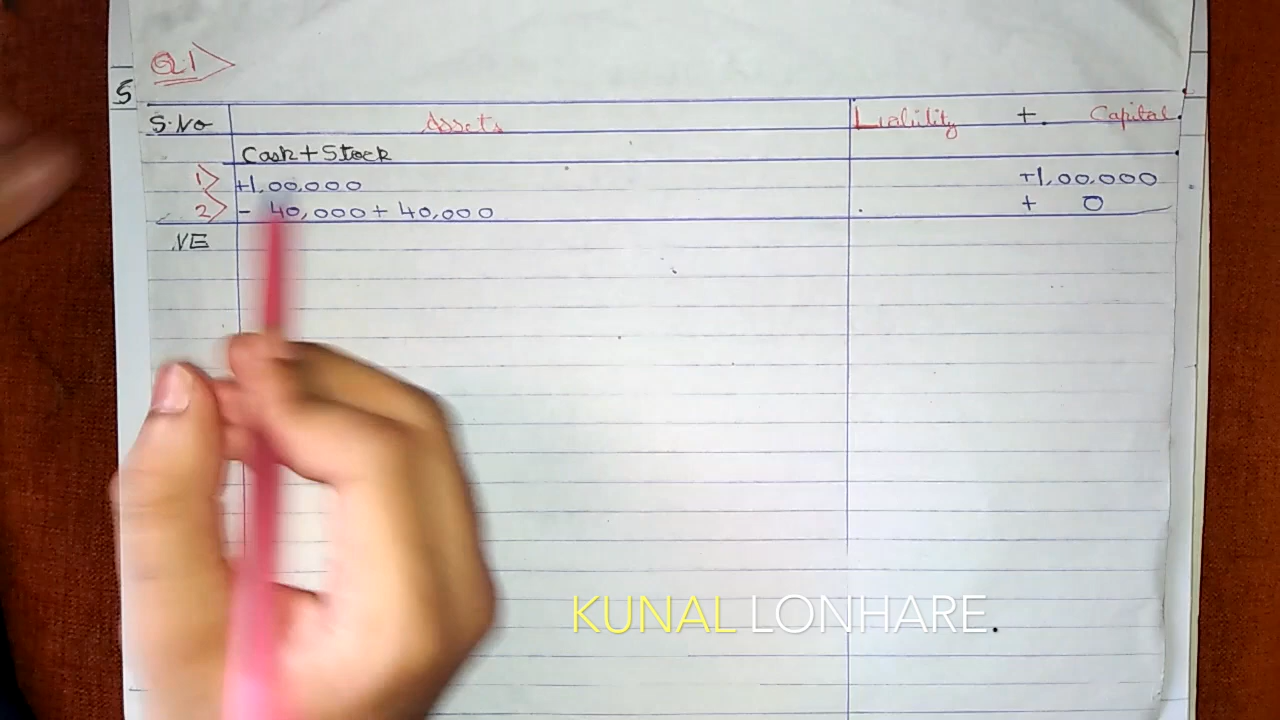 Q.1>
S
S.No Assets Liability + Capital
Cash + Stock
1> +1,00,000 +1,00,000
2> - 40,000 + 40,000 + 0
NE
KUNAL LONHARE.